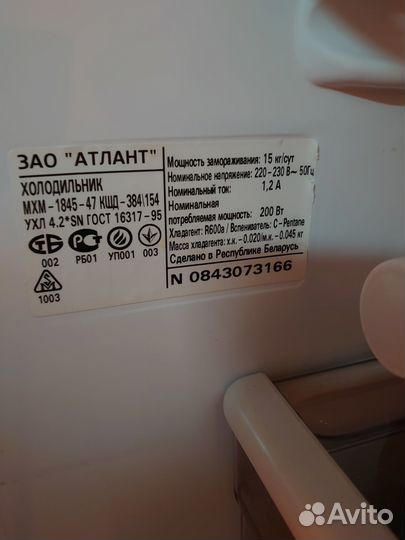 ЗАО "АТЛАНТ"
ХОЛОДИЛЬНИК
МХМ-1845-47 КШД-384\154
УХЛ 4.2*SN ГОСТ 16317-95
002 РБ01 УП001 003
1003
Мощность замораживания: 15 кг/сут
Номинальное напряжение: 220-230 В~ 50Гц
Номинальный ток: 1,2 А
Номинальная
потребляемая мощность: 200 Вт
Хладагент: R600a / Вспениватель: C-Pentane
Масса хладагента: х.к. -0.020/м.к. -0.045 кг
Сделано в Республике Беларусь
N 0843073166
Avito